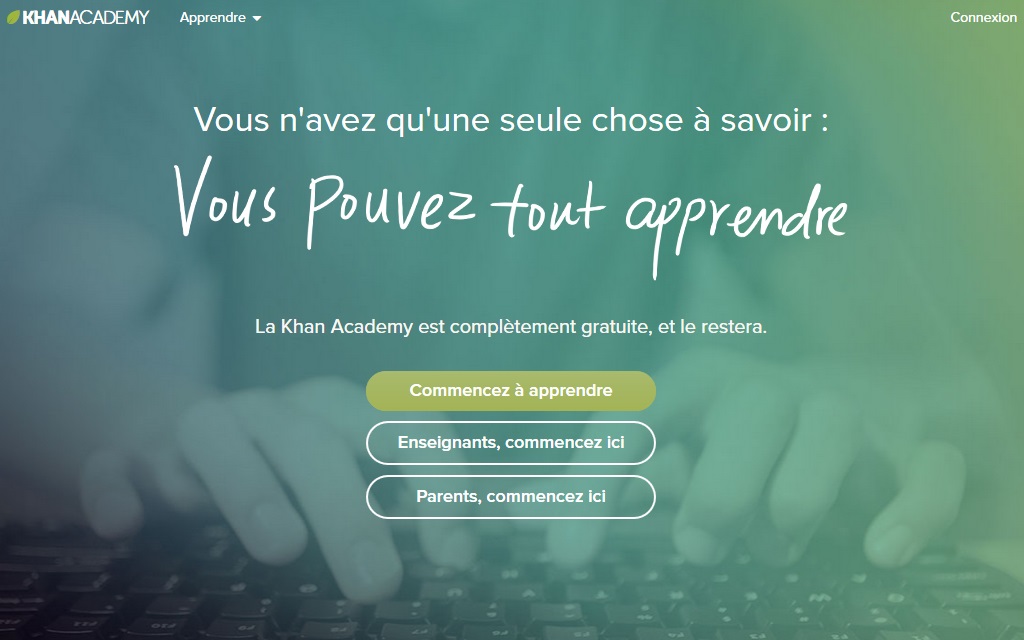 KHANACADEMY
Apprendre
Connexion
Vous n'avez qu'une seule chose à savoir :
Vous pouvez tout apprendre
La Khan Academy est complètement gratuite, et le restera.
Commencez à apprendre
Enseignants, commencez ici
Parents, commencez ici